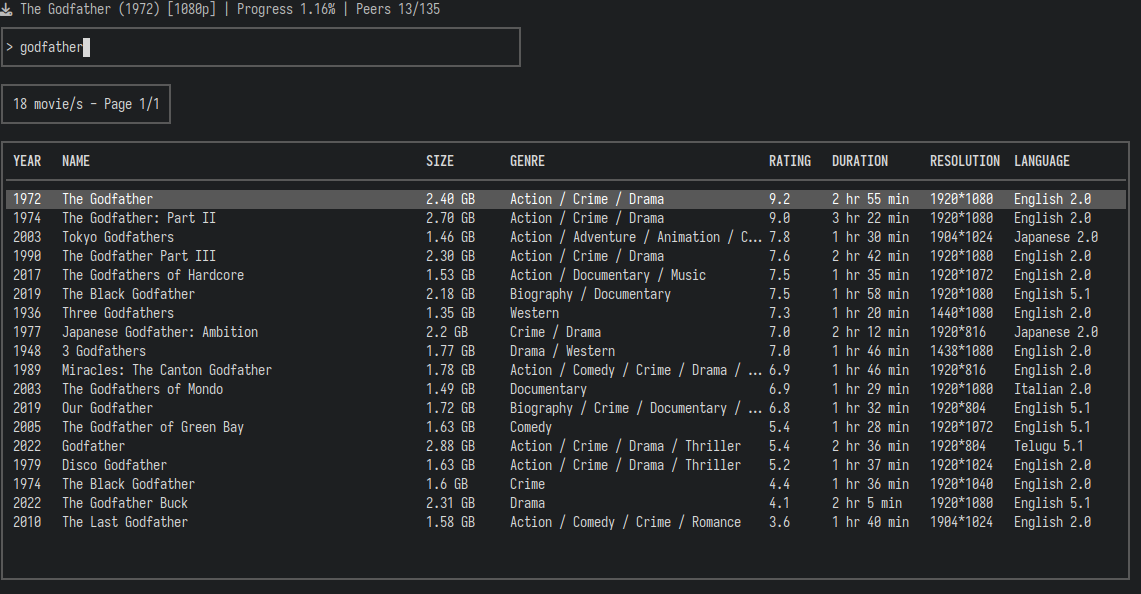 The Godfather (1972) [1080p] | Progress 1.16% | Peers 13/135
> godfather
18 movie/s - Page 1/1
YEAR NAME SIZE GENRE RATING DURATION RESOLUTION LANGUAGE
1972 The Godfather 2.40 GB Action / Crime / Drama 9.2 2 hr 55 min 1920*1080 English 2.0
1974 The Godfather: Part II 2.70 GB Action / Crime / Drama 9.0 3 hr 22 min 1920*1080 English 2.0
2003 Tokyo Godfathers 1.46 GB Action / Adventure / Animation / C... 7.8 1 hr 30 min 1904*1024 Japanese 2.0
1990 The Godfather Part III 2.30 GB Action / Crime / Drama 7.6 2 hr 42 min 1920*1080 English 2.0
2017 The Godfathers of Hardcore 1.53 GB Action / Documentary / Music 7.5 1 hr 35 min 1920*1072 English 2.0
2019 The Black Godfather 2.18 GB Biography / Documentary 7.5 1 hr 58 min 1920*1080 English 5.1
1936 Three Godfathers 1.35 GB Western 7.3 1 hr 20 min 1440*1080 English 2.0
1977 Japanese Godfather: Ambition 2.2 GB Crime / Drama 7.0 2 hr 12 min 1920*816 Japanese 2.0
1948 3 Godfathers 1.77 GB Drama / Western 7.0 1 hr 46 min 1438*1080 English 2.0
1989 Miracles: The Canton Godfather 1.78 GB Action / Comedy / Crime / Drama / ... 6.9 1 hr 46 min 1920*816 English 2.0
2003 The Godfathers of Mondo 1.49 GB Documentary 6.9 1 hr 29 min 1920*1080 Italian 2.0
2019 Our Godfather 1.72 GB Biography / Crime / Documentary / ... 6.8 1 hr 32 min 1920*804 English 5.1
2005 The Godfather of Green Bay 1.63 GB Comedy 5.4 1 hr 28 min 1920*1072 English 5.1
2022 Godfather 2.88 GB Action / Crime / Drama / Thriller 5.4 2 hr 36 min 1920*804 Telugu 5.1
1979 Disco Godfather 1.63 GB Action / Crime / Drama / Thriller 5.2 1 hr 37 min 1920*1024 English 2.0
1974 The Black Godfather 1.6 GB Crime 4.4 1 hr 36 min 1920*1040 English 2.0
2022 The Godfather Buck 2.31 GB Drama 4.1 2 hr 5 min 1920*1080 English 5.1
2010 The Last Godfather 1.58 GB Action / Comedy / Crime / Romance 3.6 1 hr 40 min 1904*1024 English 2.0